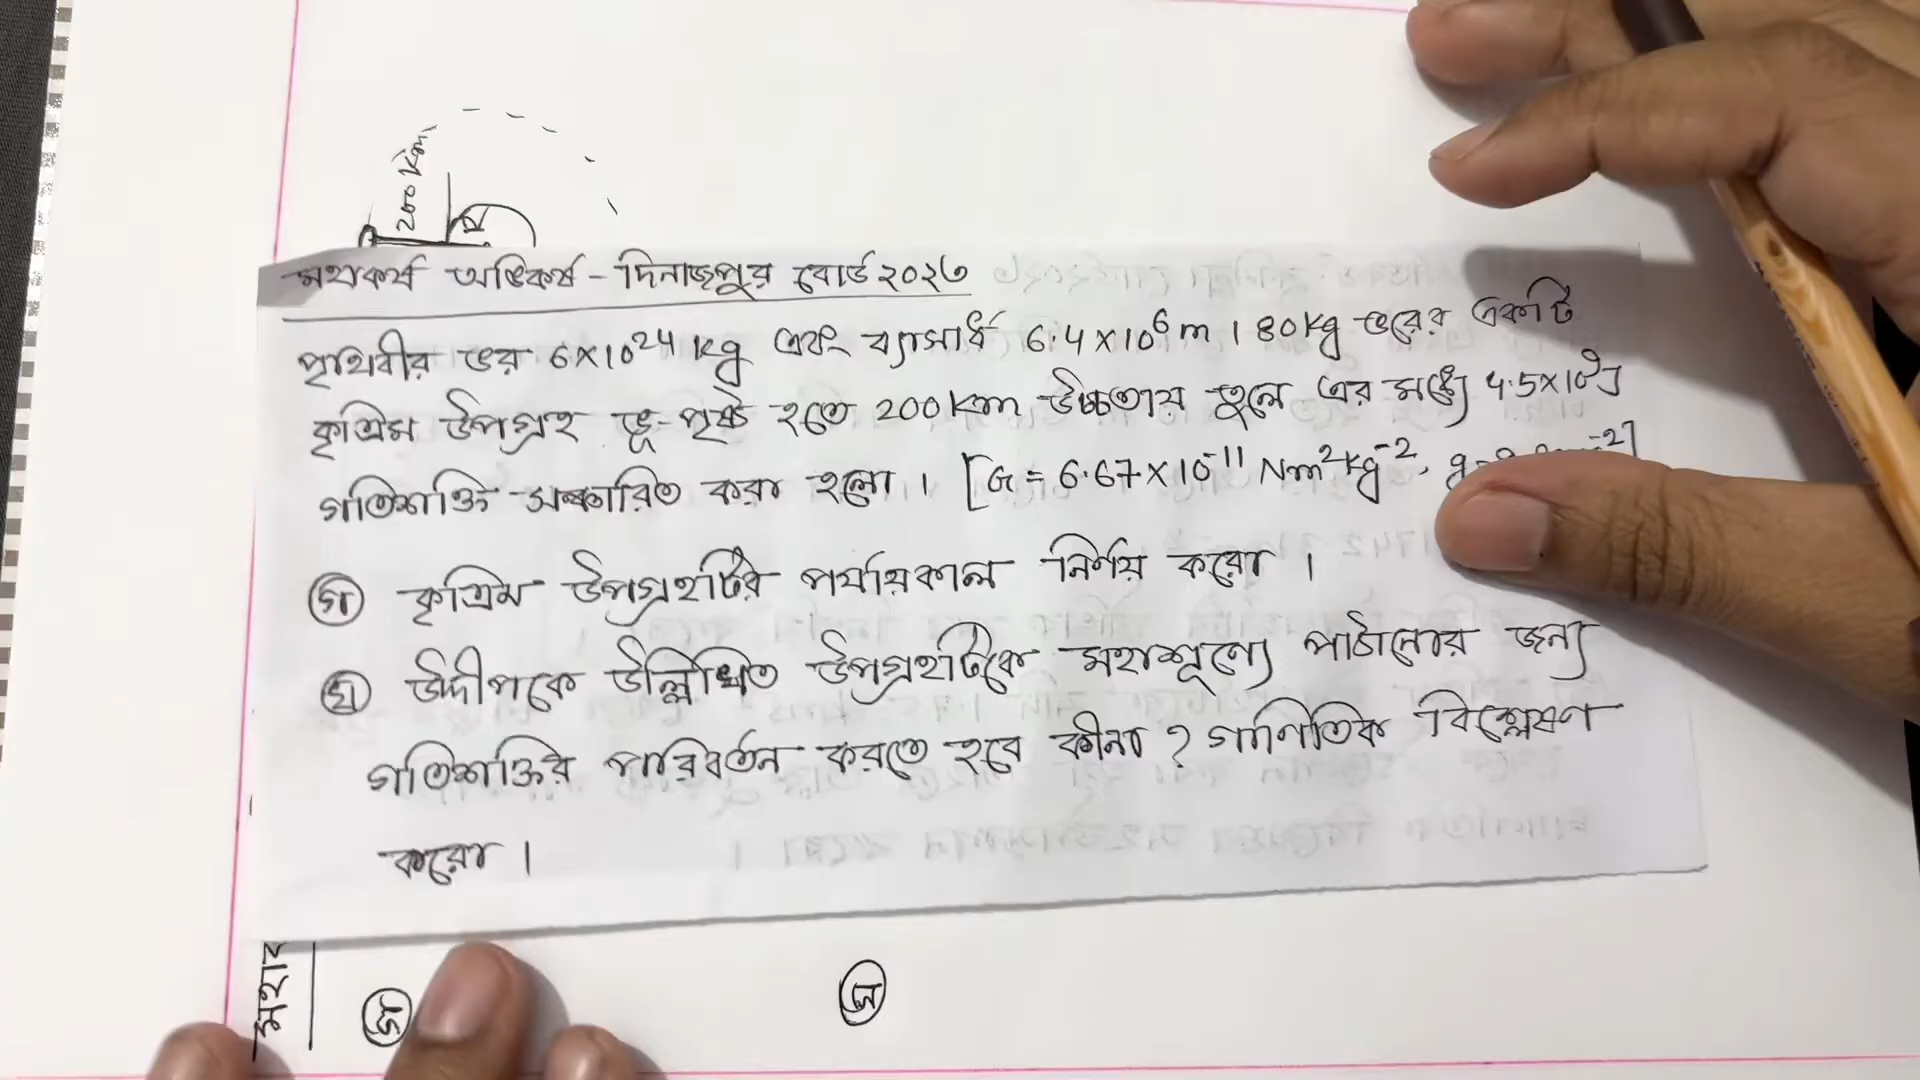 200 Km
R
মহাকর্ষ অভিকর্ষ - দিনাজপুর বোর্ড ২০২৩
পৃথিবীর ভর 6×10²⁴ kg এবং ব্যাসার্ধ 6.4×10⁶ m । 80kg ভরের একটি
কৃত্রিম উপগ্রহ ভূ-পৃষ্ঠ হতে 200 Km উচ্চতায় তুলে এর মধ্যে 4.5×10⁹J
গতিশক্তি সঞ্চারিত করা হলো । [G = 6.67×10⁻¹¹ Nm²kg⁻², g
গ কৃত্রিম উপগ্রহটির পর্যায়কাল নির্ণয় করো ।
ঘ উদ্দীপকে উল্লিখিত উপগ্রহটিকে মহাশূণ্যে পাঠানোর জন্য
গতিশক্তির পরিবর্তন করতে হবে কীনা ? গাণিতিক বিশ্লেষণ
করো ।